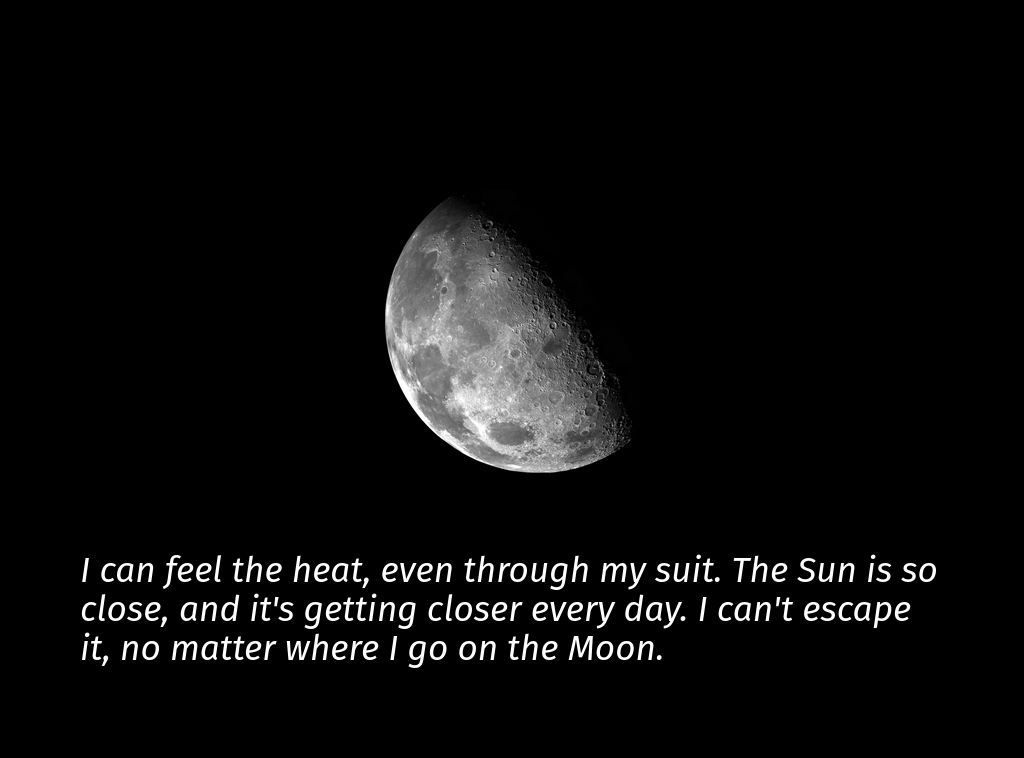 I can feel the heat, even through my suit. The Sun is so
close, and it's getting closer every day. I can't escape
it, no matter where I go on the Moon.